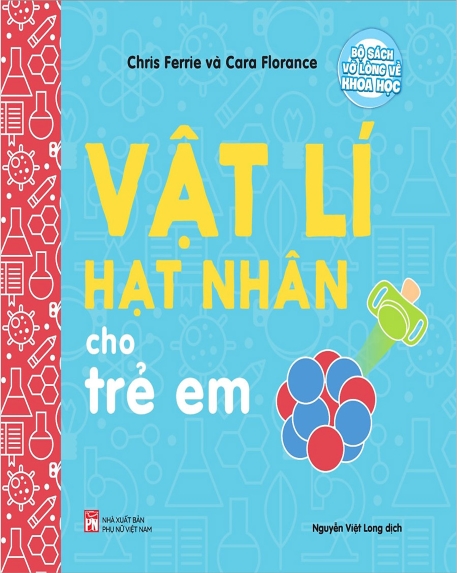 Chris Ferrie và Cara Florance
BỘ SÁCH
VỠ LÒNG VỀ
KHOA HỌC
VẬT LÍ
HẠT NHÂN
cho
trẻ em
PN
NHÀ XUẤT BẢN
PHỤ NỮ VIỆT NAM
Nguyễn Việt Long dịch